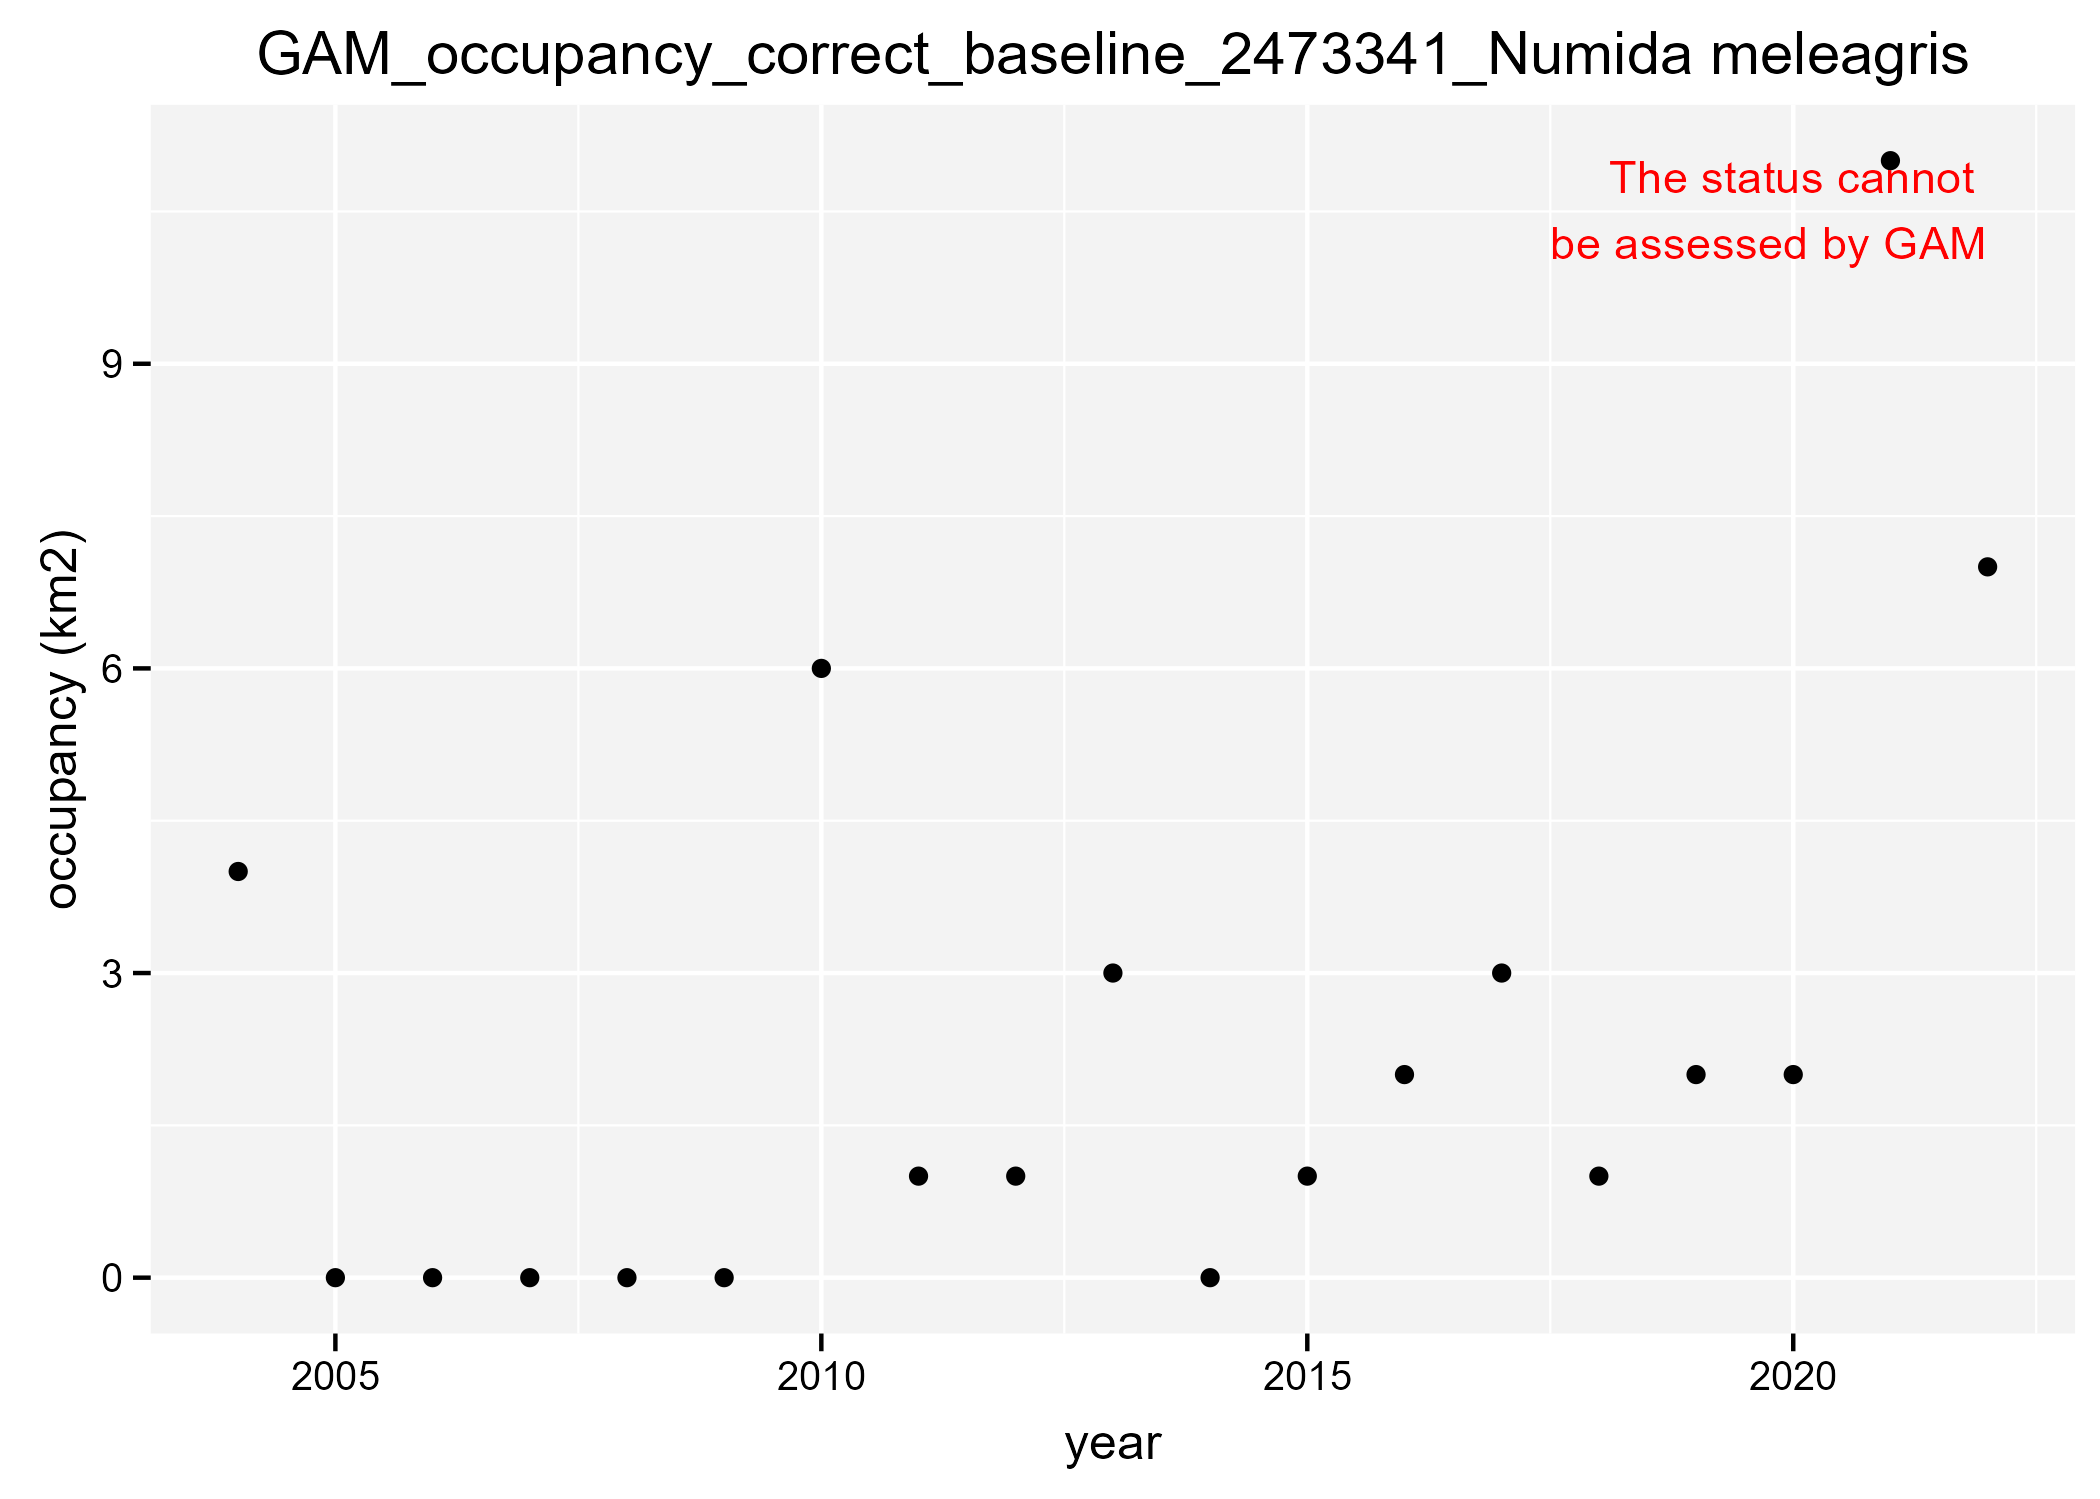 GAM_occupancy_correct_baseline_2473341_Numida meleagris
The status cannot
be assessed by GAM
9
6
3
0
occupancy (km2)
2005 2010 2015 2020
year